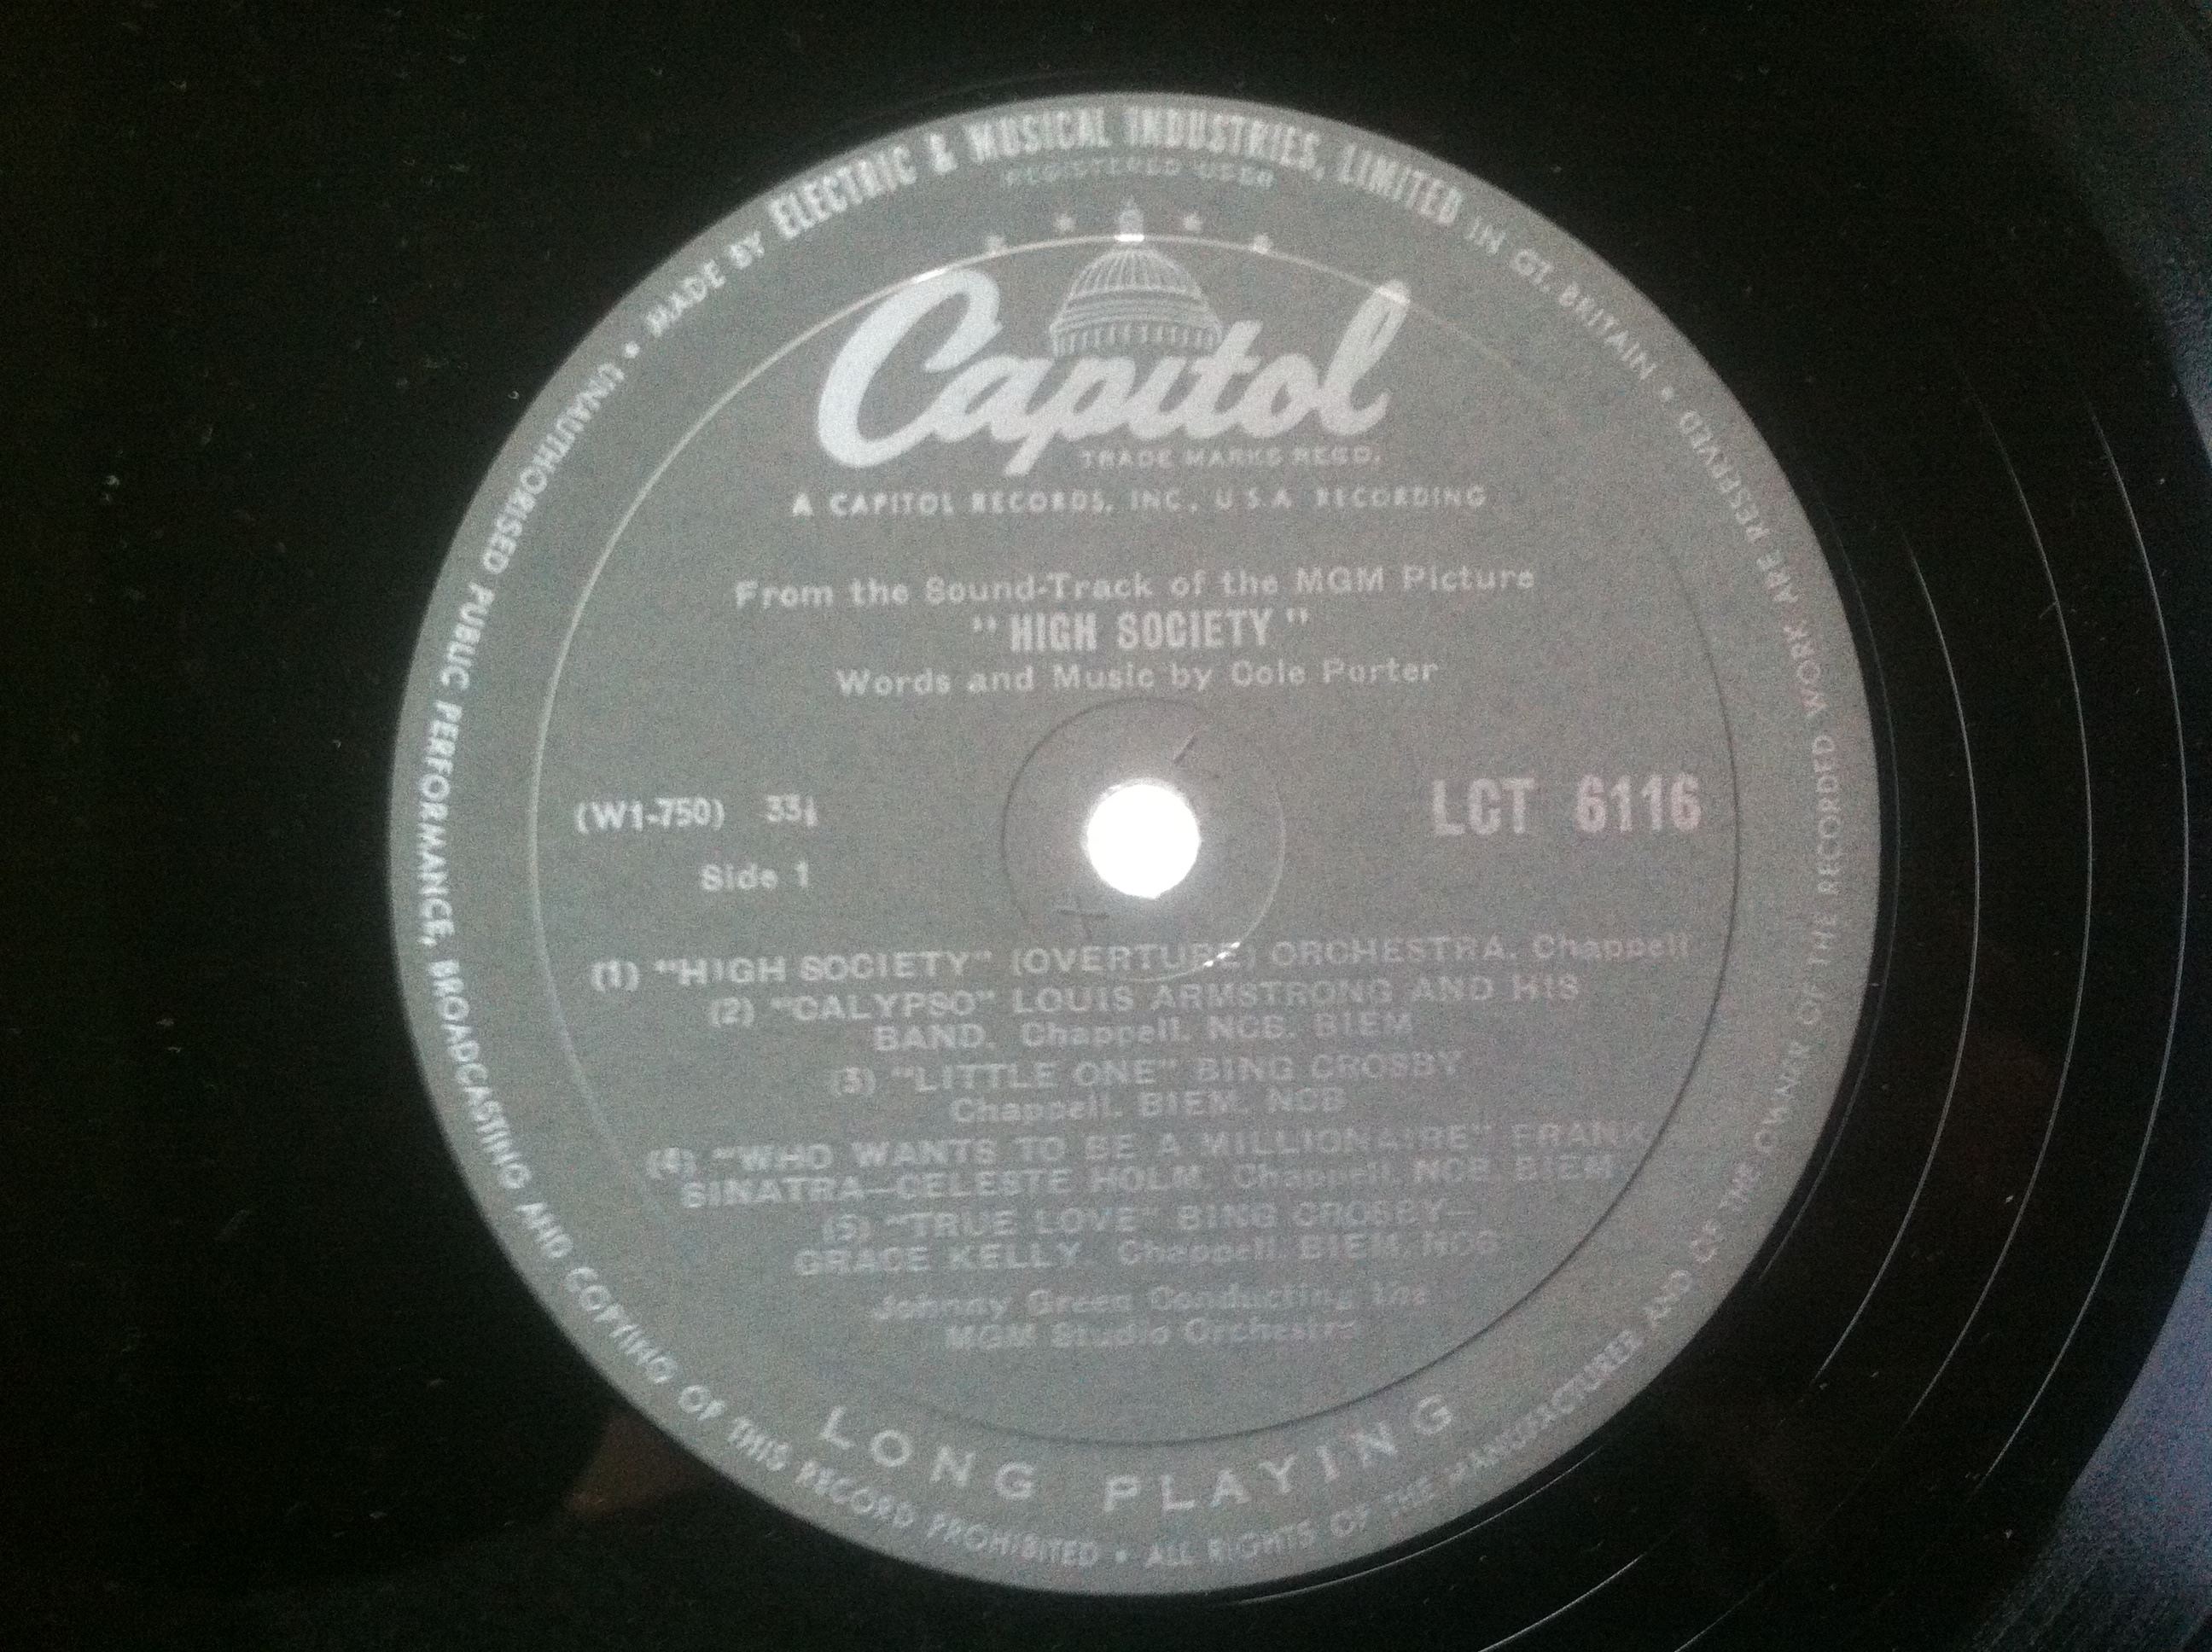 MADE BY ELECTRIC & MUSICAL INDUSTRIES, LIMITED IN GT. BRITAIN •
REGISTERED USER
Capitol
TRADE MARKS REGD.
A CAPITOL RECORDS, INC, U.S.A RECORDING
From the Sound-Track of the MGM Picture
"HIGH SOCIETY"
Words and Music by Cole Porter
(W1-750) 33⅓
LCT 6116
Side 1
(1) "HIGH SOCIETY" (OVERTURE) ORCHESTRA. Chappell
(2) "CALYPSO" LOUIS ARMSTRONG AND HIS
BAND. Chappell. NCB. BIEM
(3) "LITTLE ONE" BING CROSBY
Chappell. BIEM. NCB
(4) "WHO WANTS TO BE A MILLIONAIRE" FRANK
SINATRA—CELESTE HOLM. Chappell. NCB BIEM
(5) "TRUE LOVE" BING CROSBY—
GRACE KELLY. Chappell. BIEM. NCB
Johnny Green Conducting the
MGM Studio Orchestra
LONG PLAYING
UNAUTHORISED PUBLIC PERFORMANCE, BROADCASTING AND COPYING OF THIS RECORD PROHIBITED • ALL RIGHTS OF THE MANUFACTURER AND OF THE OWNER OF THE RECORDED WORK ARE RESERVED •